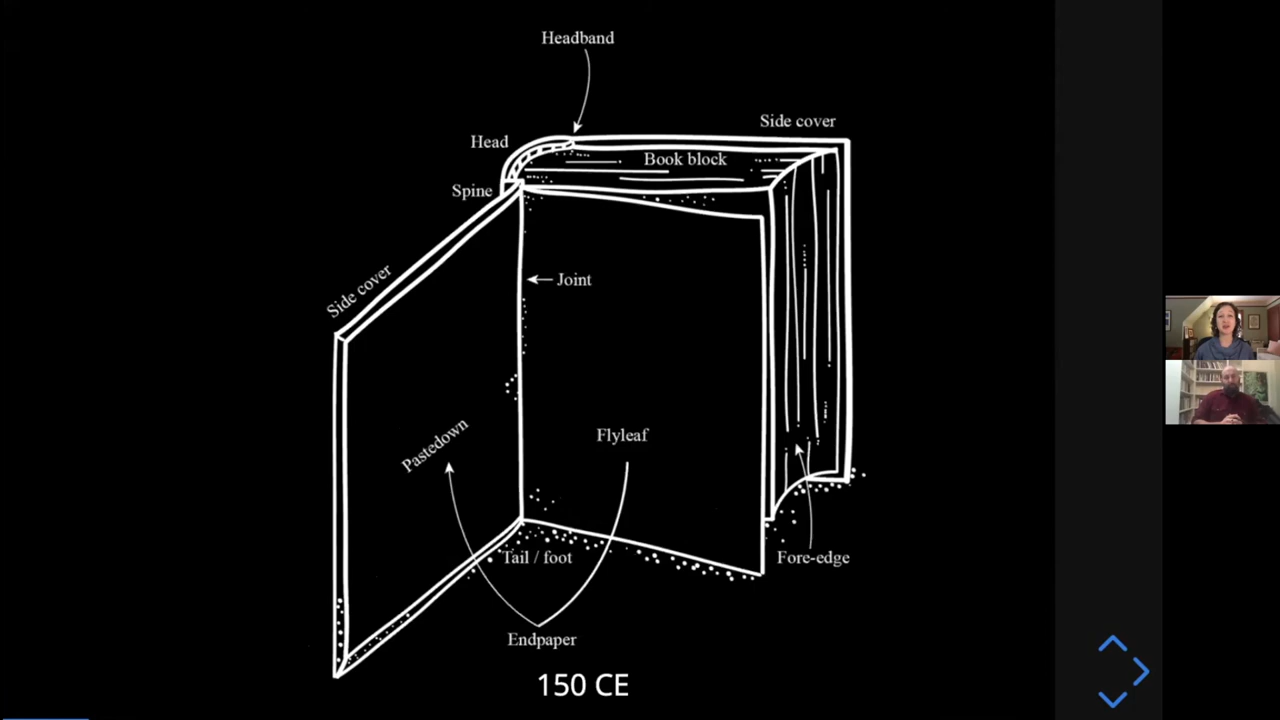 Headband
Side cover
Head
Book block
Spine
Side cover
Joint
Pastedown
Flyleaf
Tail / foot
Fore-edge
Endpaper
150 CE